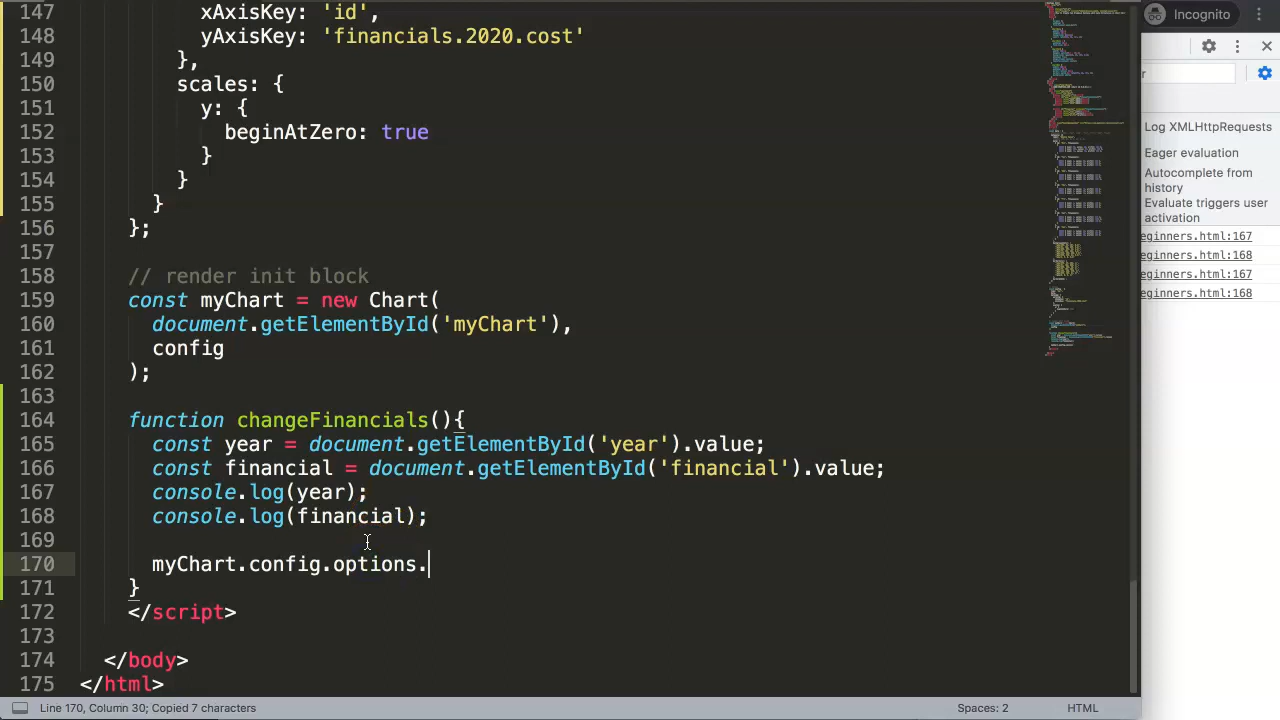 147 xAxisKey: 'id',
148 yAxisKey: 'financials.2020.cost'
149 },
150 scales: {
151 y: {
152 beginAtZero: true
153 }
154 }
155 }
156 };
157
158 // render init block
159 const myChart = new Chart(
160 document.getElementById('myChart'),
161 config
162 );
163
164 function changeFinancials(){
165 const year = document.getElementById('year').value;
166 const financial = document.getElementById('financial').value;
167 console.log(year);
168 console.log(financial);
169
170 myChart.config.options.
171 }
172 </script>
173
174 </body>
175 </html>
Line 170, Column 30; Copied 7 characters
Spaces: 2
HTML
Incognito
r
Log XMLHttpRequests
Eager evaluation
Autocomplete from
history
Evaluate triggers user
activation
eginners.html:167
eginners.html:168
eginners.html:167
eginners.html:168